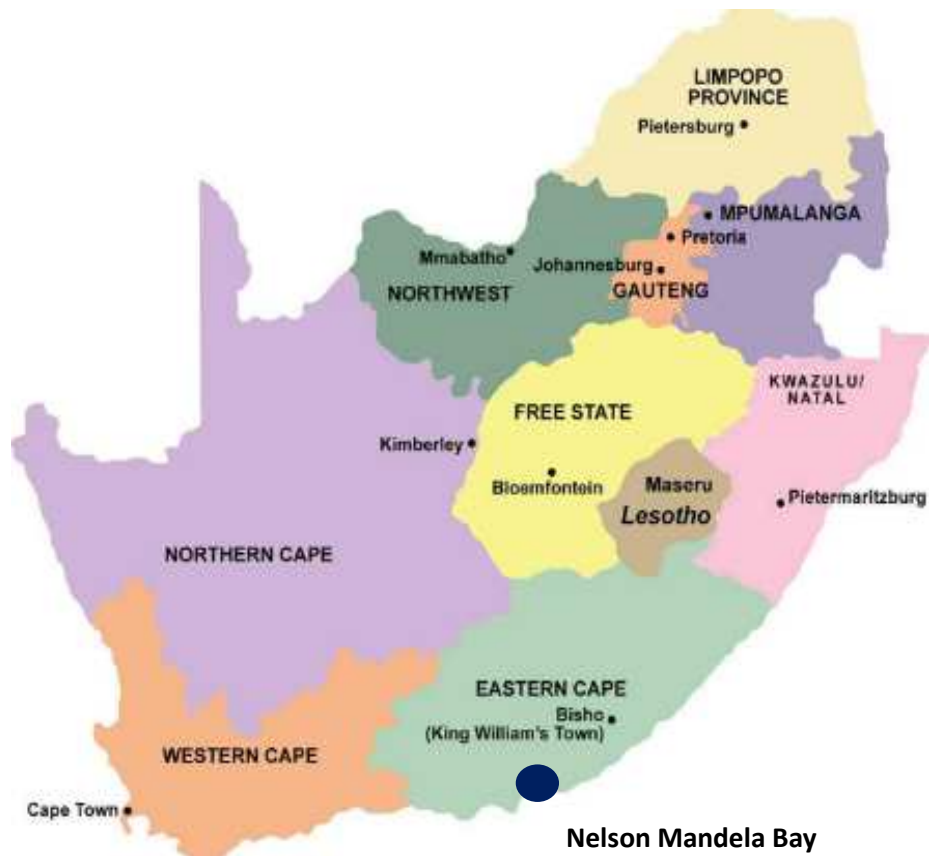 LIMPOPO
PROVINCE
Pietersburg
MPUMALANGA
Pretoria
Mmabatho
Johannesburg
NORTHWEST
GAUTENG
KWAZULU/
NATAL
FREE STATE
Kimberley
Bloemfontein
Maseru
Lesotho
Pietermaritzburg
NORTHERN CAPE
EASTERN CAPE
Bisho
(King William's Town)
WESTERN CAPE
Cape Town
Nelson Mandela Bay